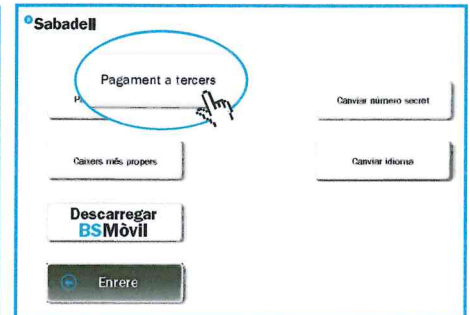 Sabadell
Pagament a tercers
Canviar número secret
Caixers més propers
Canviar idioma
Descarregar
BSMòvil
Enrere